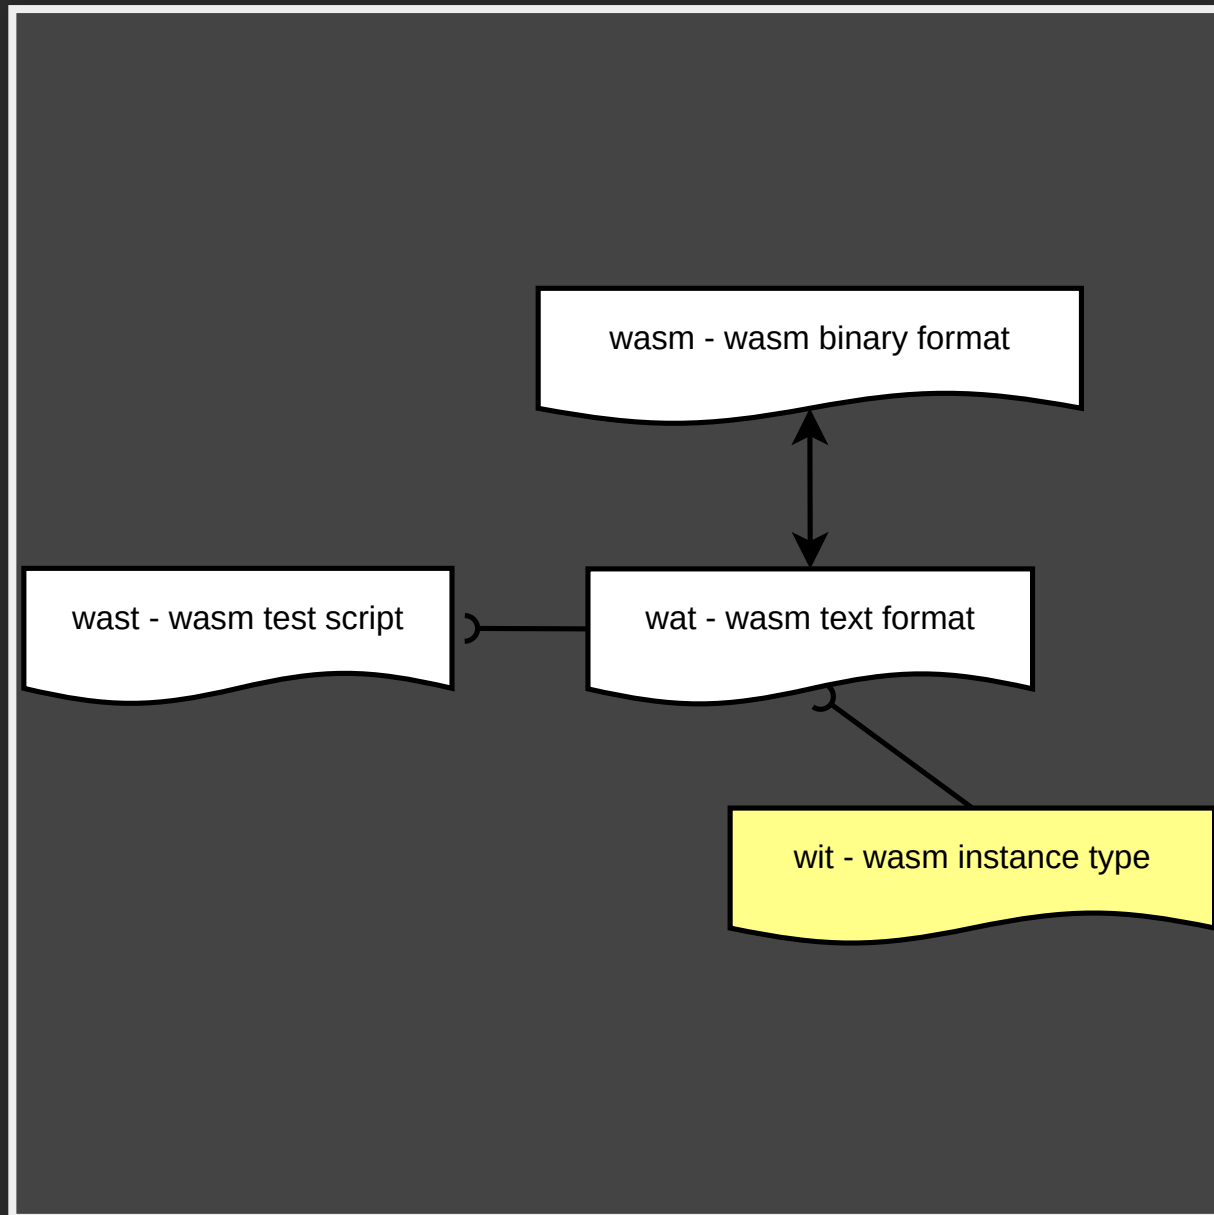 wasm - wasm binary format
wast - wasm test script
wat - wasm text format
wit - wasm instance type